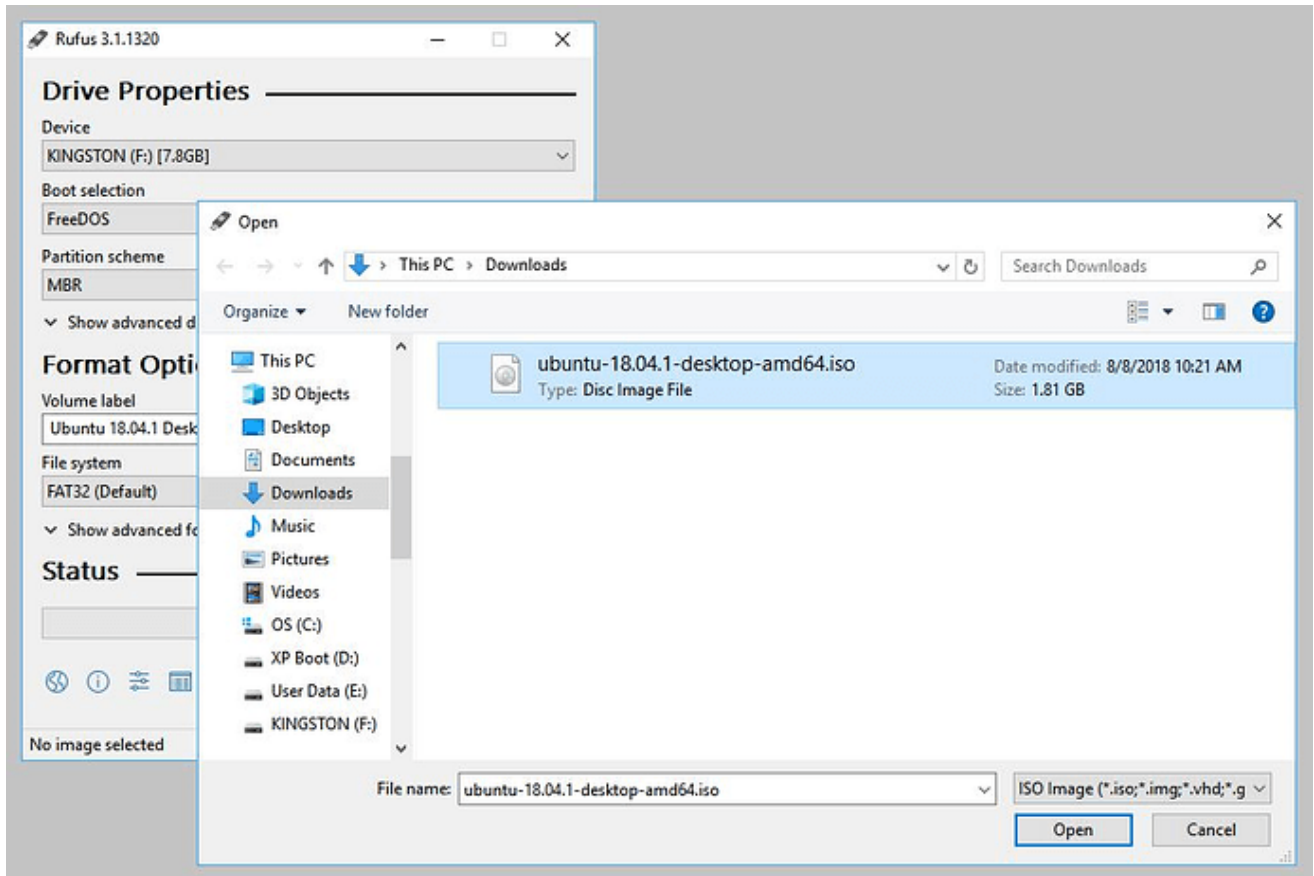 Rufus 3.1.1320
Drive Properties
Device
KINGSTON (F:) [7.8GB]
Boot selection
FreeDOS
Partition scheme
MBR
Show advanced d
Format Opti
Volume label
Ubuntu 18.04.1 Desk
File system
FAT32 (Default)
Show advanced fo
Status
No image selected
Open
This PC > Downloads
Search Downloads
Organize
New folder
This PC
3D Objects
Desktop
Documents
Downloads
Music
Pictures
Videos
OS (C:)
XP Boot (D:)
User Data (E:)
KINGSTON (F:)
ubuntu-18.04.1-desktop-amd64.iso
Type: Disc Image File
Date modified: 8/8/2018 10:21 AM
Size: 1.81 GB
File name: ubuntu-18.04.1-desktop-amd64.iso
ISO Image (*.iso;*.img;*.vhd;*.g
Open
Cancel